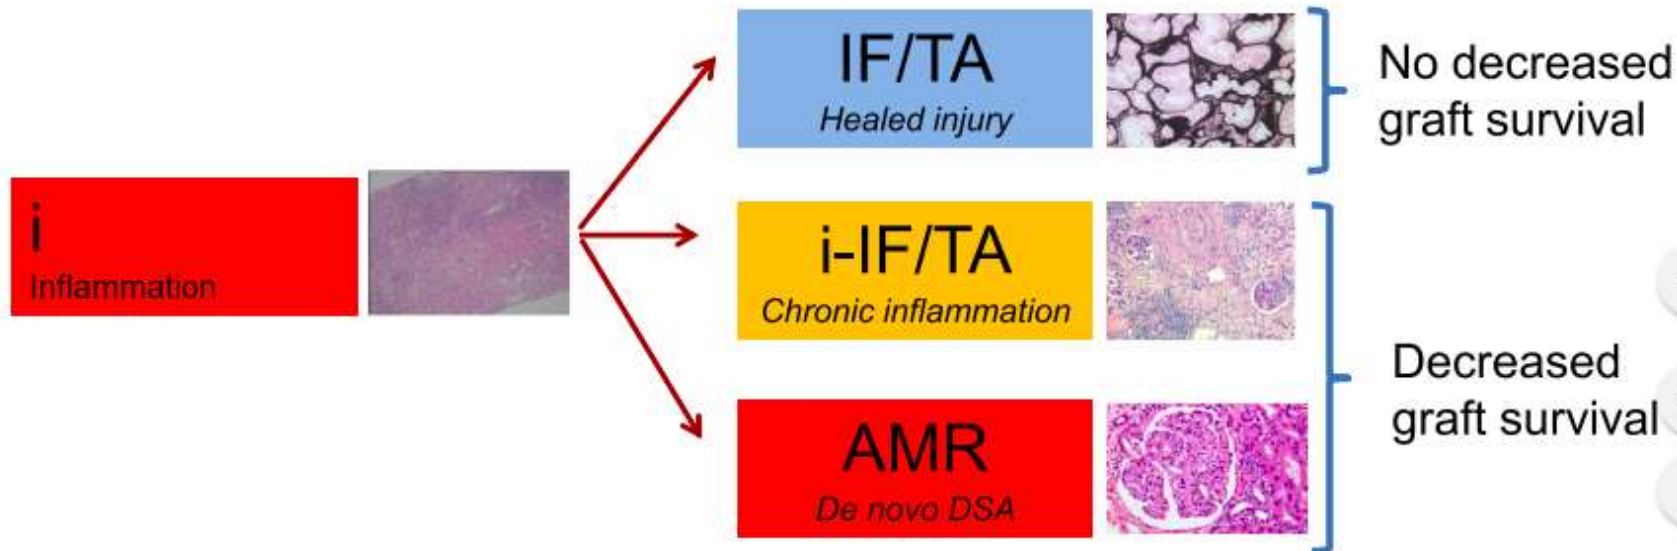 i
Inflammation
IF/TA
Healed injury
No decreased
graft survival
i-IF/TA
Chronic inflammation
AMR
De novo DSA
Decreased
graft survival